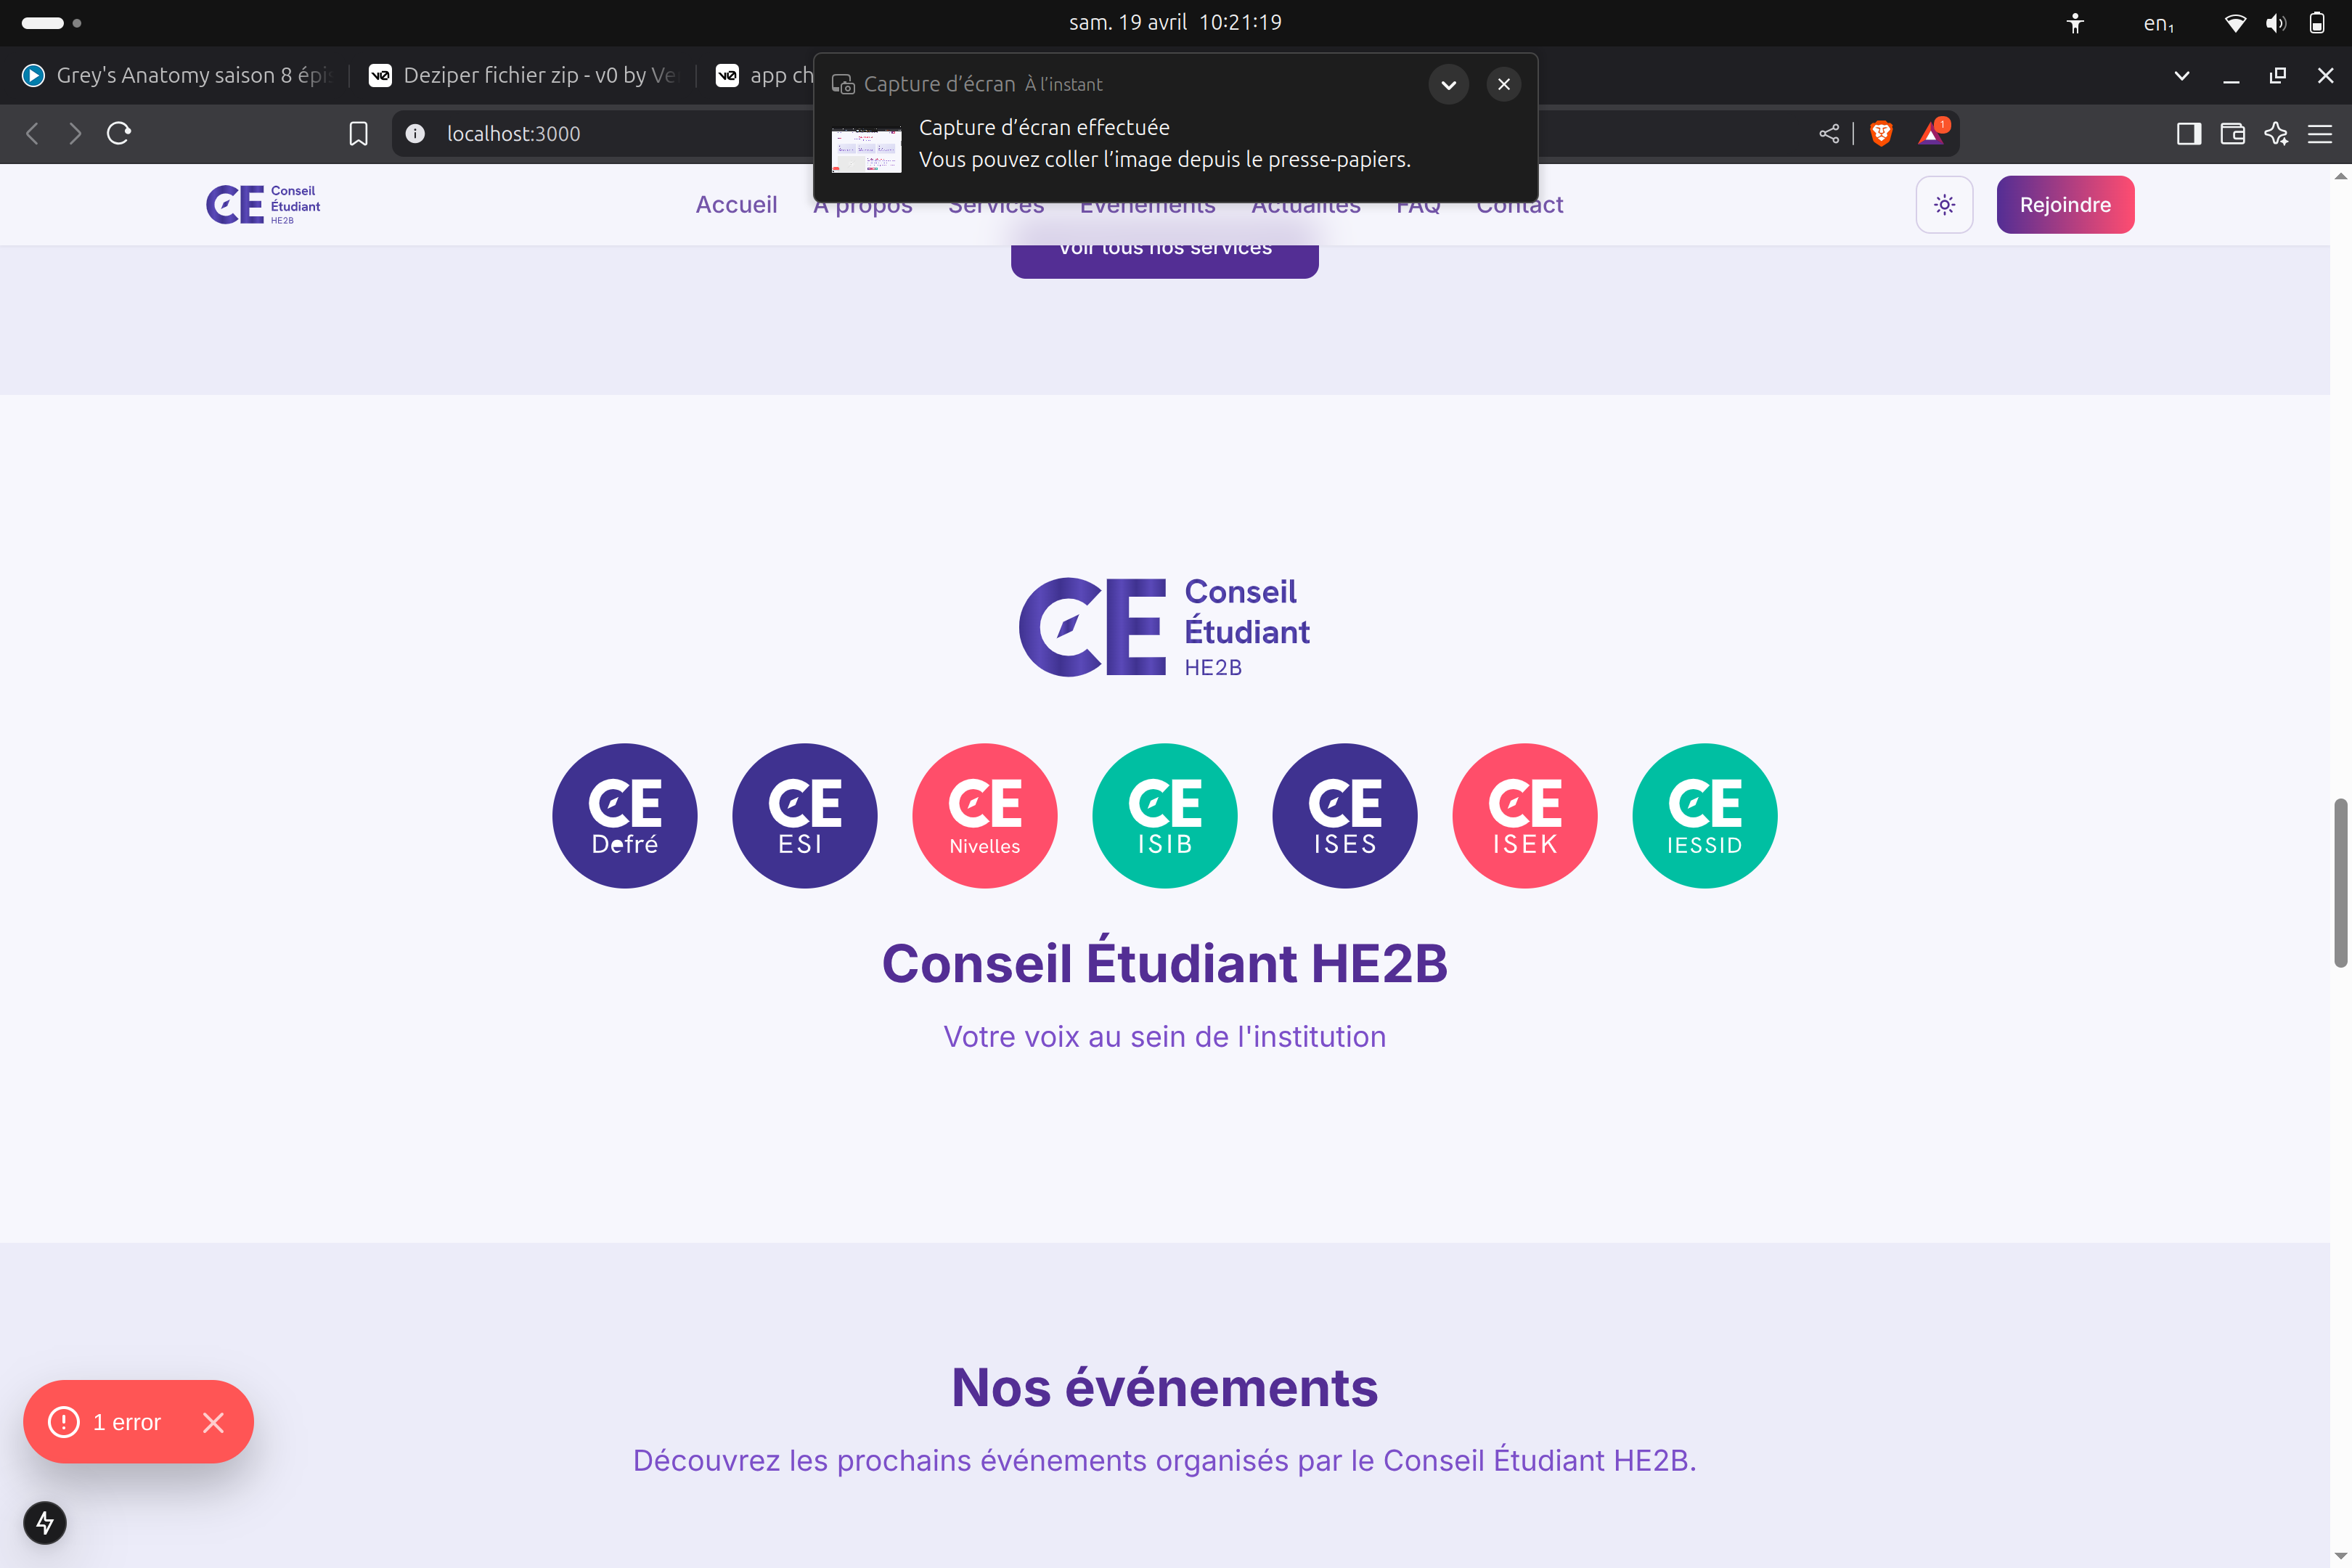 sam. 19 avril 10:21:19
en₁
Grey's Anatomy saison 8 épis
Deziper fichier zip - v0 by Ve
app ch
Capture d’écran À l’instant
Capture d’écran effectuée
Vous pouvez coller l’image depuis le presse-papiers.
localhost:3000
1
CE Conseil Étudiant HE2B
Accueil À propos Services Événements Actualités FAQ Contact
Rejoindre
Voir tous nos services
CE
Conseil
Étudiant
HE2B
CE Defré
CE ESI
CE Nivelles
CE ISIB
CE ISES
CE ISEK
CE IESSID
Conseil Étudiant HE2B
Votre voix au sein de l'institution
Nos événements
1 error
Découvrez les prochains événements organisés par le Conseil Étudiant HE2B.